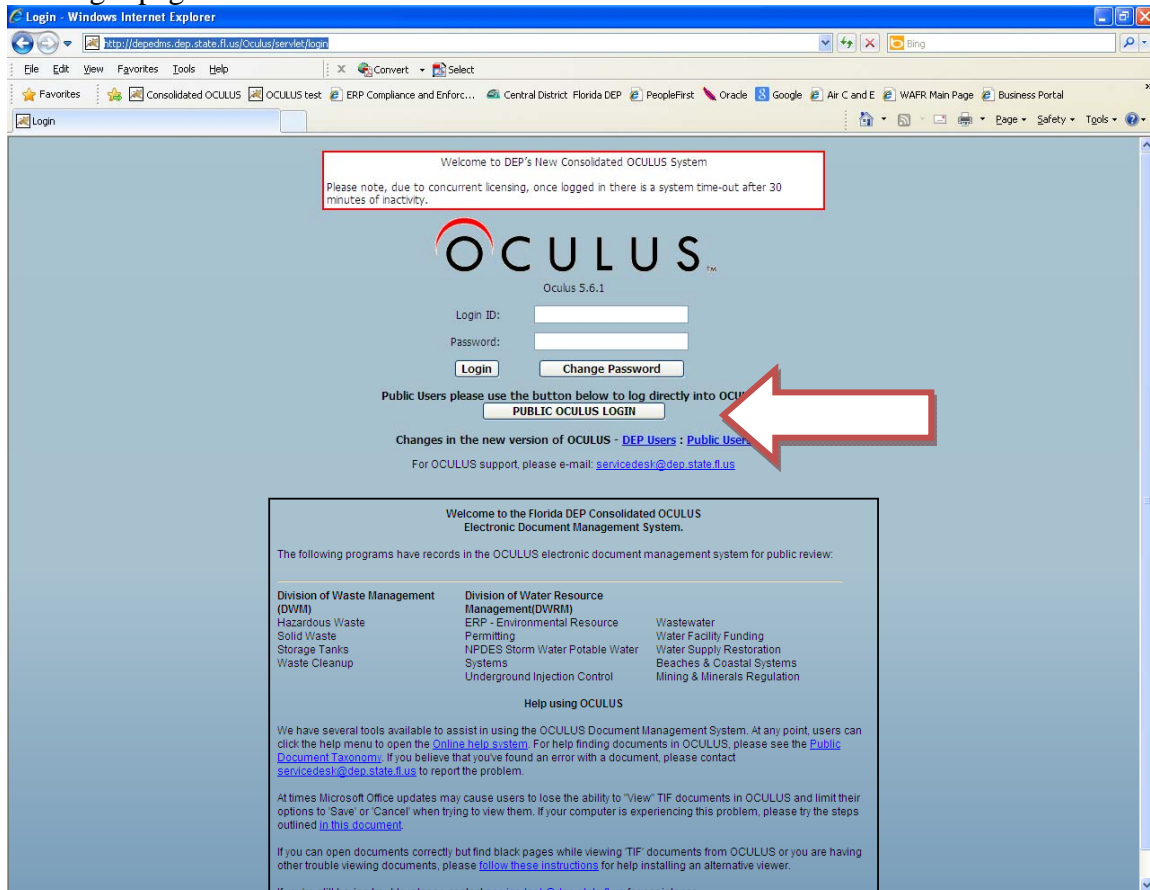 Login - Windows Internet Explorer
http://depedms.dep.state.fl.us/Oculus/servlet/login
Bing
File Edit View Favorites Tools Help
X Convert Select
Favorites Consolidated OCULUS OCULUS test ERP Compliance and Enforc... Central District Florida DEP PeopleFirst Oracle Google Air C and E WAFR Main Page Business Portal »
Login
Page Safety Tools
Welcome to DEP's New Consolidated OCULUS System
Please note, due to concurrent licensing, once logged in there is a system time-out after 30
minutes of inactivity.
OCULUS™
Oculus 5.6.1
Login ID:
Password:
Login Change Password
Public Users please use the button below to log directly into
PUBLIC OCULUS LOGIN
Changes in the new version of OCULUS - DEP Users : Public Users
For OCULUS support, please e-mail: servicedesk@dep.state.fl.us
Welcome to the Florida DEP Consolidated OCULUS
Electronic Document Management System.
The following programs have records in the OCULUS electronic document management system for public review:
Division of Waste Management
(DWM)
Hazardous Waste
Solid Waste
Storage Tanks
Waste Cleanup
Division of Water Resource
Management(DWRM)
ERP - Environmental Resource
Permitting
NPDES Storm Water Potable Water
Systems
Underground Injection Control
Wastewater
Water Facility Funding
Water Supply Restoration
Beaches & Coastal Systems
Mining & Minerals Regulation
Help using OCULUS
We have several tools available to assist in using the OCULUS Document Management System. At any point, users can
click the help menu to open the Online help system. For help finding documents in OCULUS, please see the Public
Document Taxonomy. If you believe that you've found an error with a document, please contact
servicedesk@dep.state.fl.us to report the problem.
At times Microsoft Office updates may cause users to lose the ability to "View" TIF documents in OCULUS and limit their
options to 'Save' or 'Cancel' when trying to view them. If your computer is experiencing this problem, please try the steps
outlined in this document.
If you can open documents correctly but find black pages while viewing 'TIF' documents from OCULUS or you are having
other trouble viewing documents, please follow these instructions for help installing an alternative viewer.